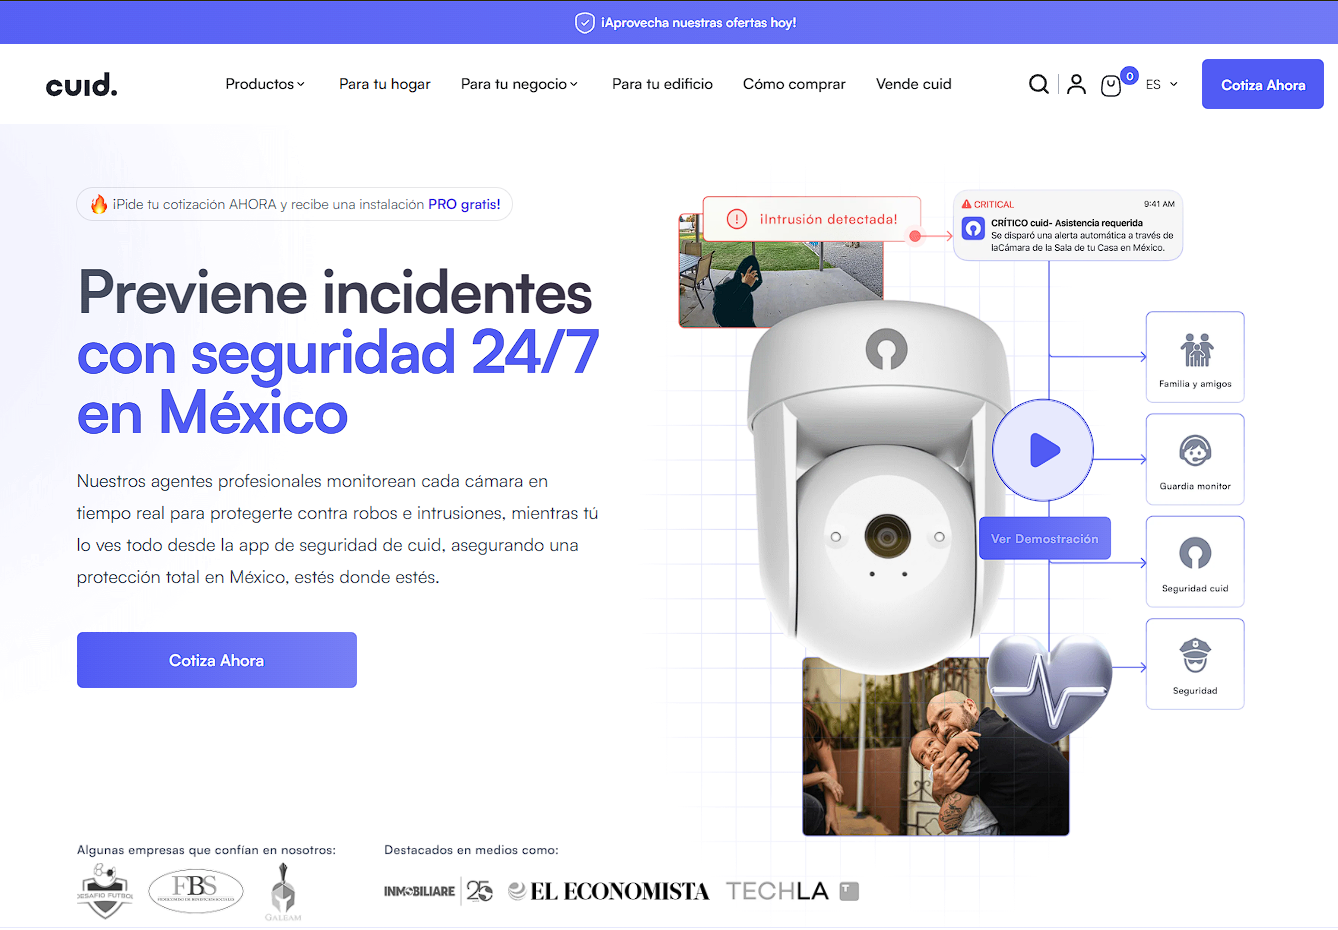 ¡Aprovecha nuestras ofertas hoy!
cuid.
Productos
Para tu hogar
Para tu negocio
Para tu edificio
Cómo comprar
Vende cuid
0
ES
Cotiza Ahora
¡Pide tu cotización AHORA y recibe una instalación PRO gratis!
Previene incidentes
con seguridad 24/7
en México
Nuestros agentes profesionales monitorean cada cámara en
tiempo real para protegerte contra robos e intrusiones, mientras tú
lo ves todo desde la app de seguridad de cuid, asegurando una
protección total en México, estés donde estés.
Cotiza Ahora
¡Intrusión detectada!
CRITICAL
9:41 AM
CRÍTICO cuid- Asistencia requerida
Se disparó una alerta automática a través de
laCámara de la Sala de tu Casa en México.
Familia y amigos
Guardia monitor
Ver Demostración
Seguridad cuid
Seguridad
Algunas empresas que confían en nosotros:
DESAFIO FUTBOL
FBS
GALEAM
Destacados en medios como:
INMOBILIARE 25
EL ECONOMISTA
TECHLA T